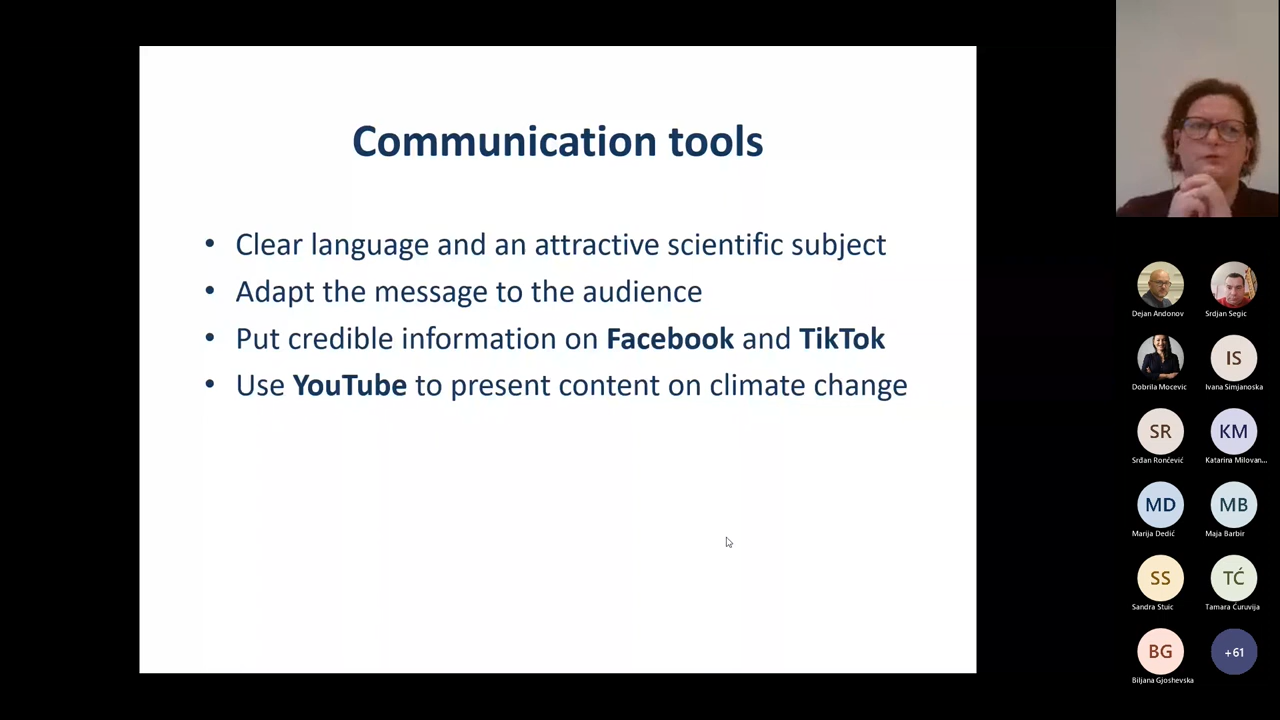 Communication tools
• Clear language and an attractive scientific subject
• Adapt the message to the audience
• Put credible information on Facebook and TikTok
• Use YouTube to present content on climate change
Dejan Andonov
Srdjan Segic
Dobrila Mocevic
IS
Ivana Simjanoska
SR
Srđan Rončević
KM
Katarina Milovan...
MD
Marija Dedić
MB
Maja Barbir
SS
Sandra Stuic
TĆ
Tamara Ćuruvija
BG
Biljana Gjoshevska
+61